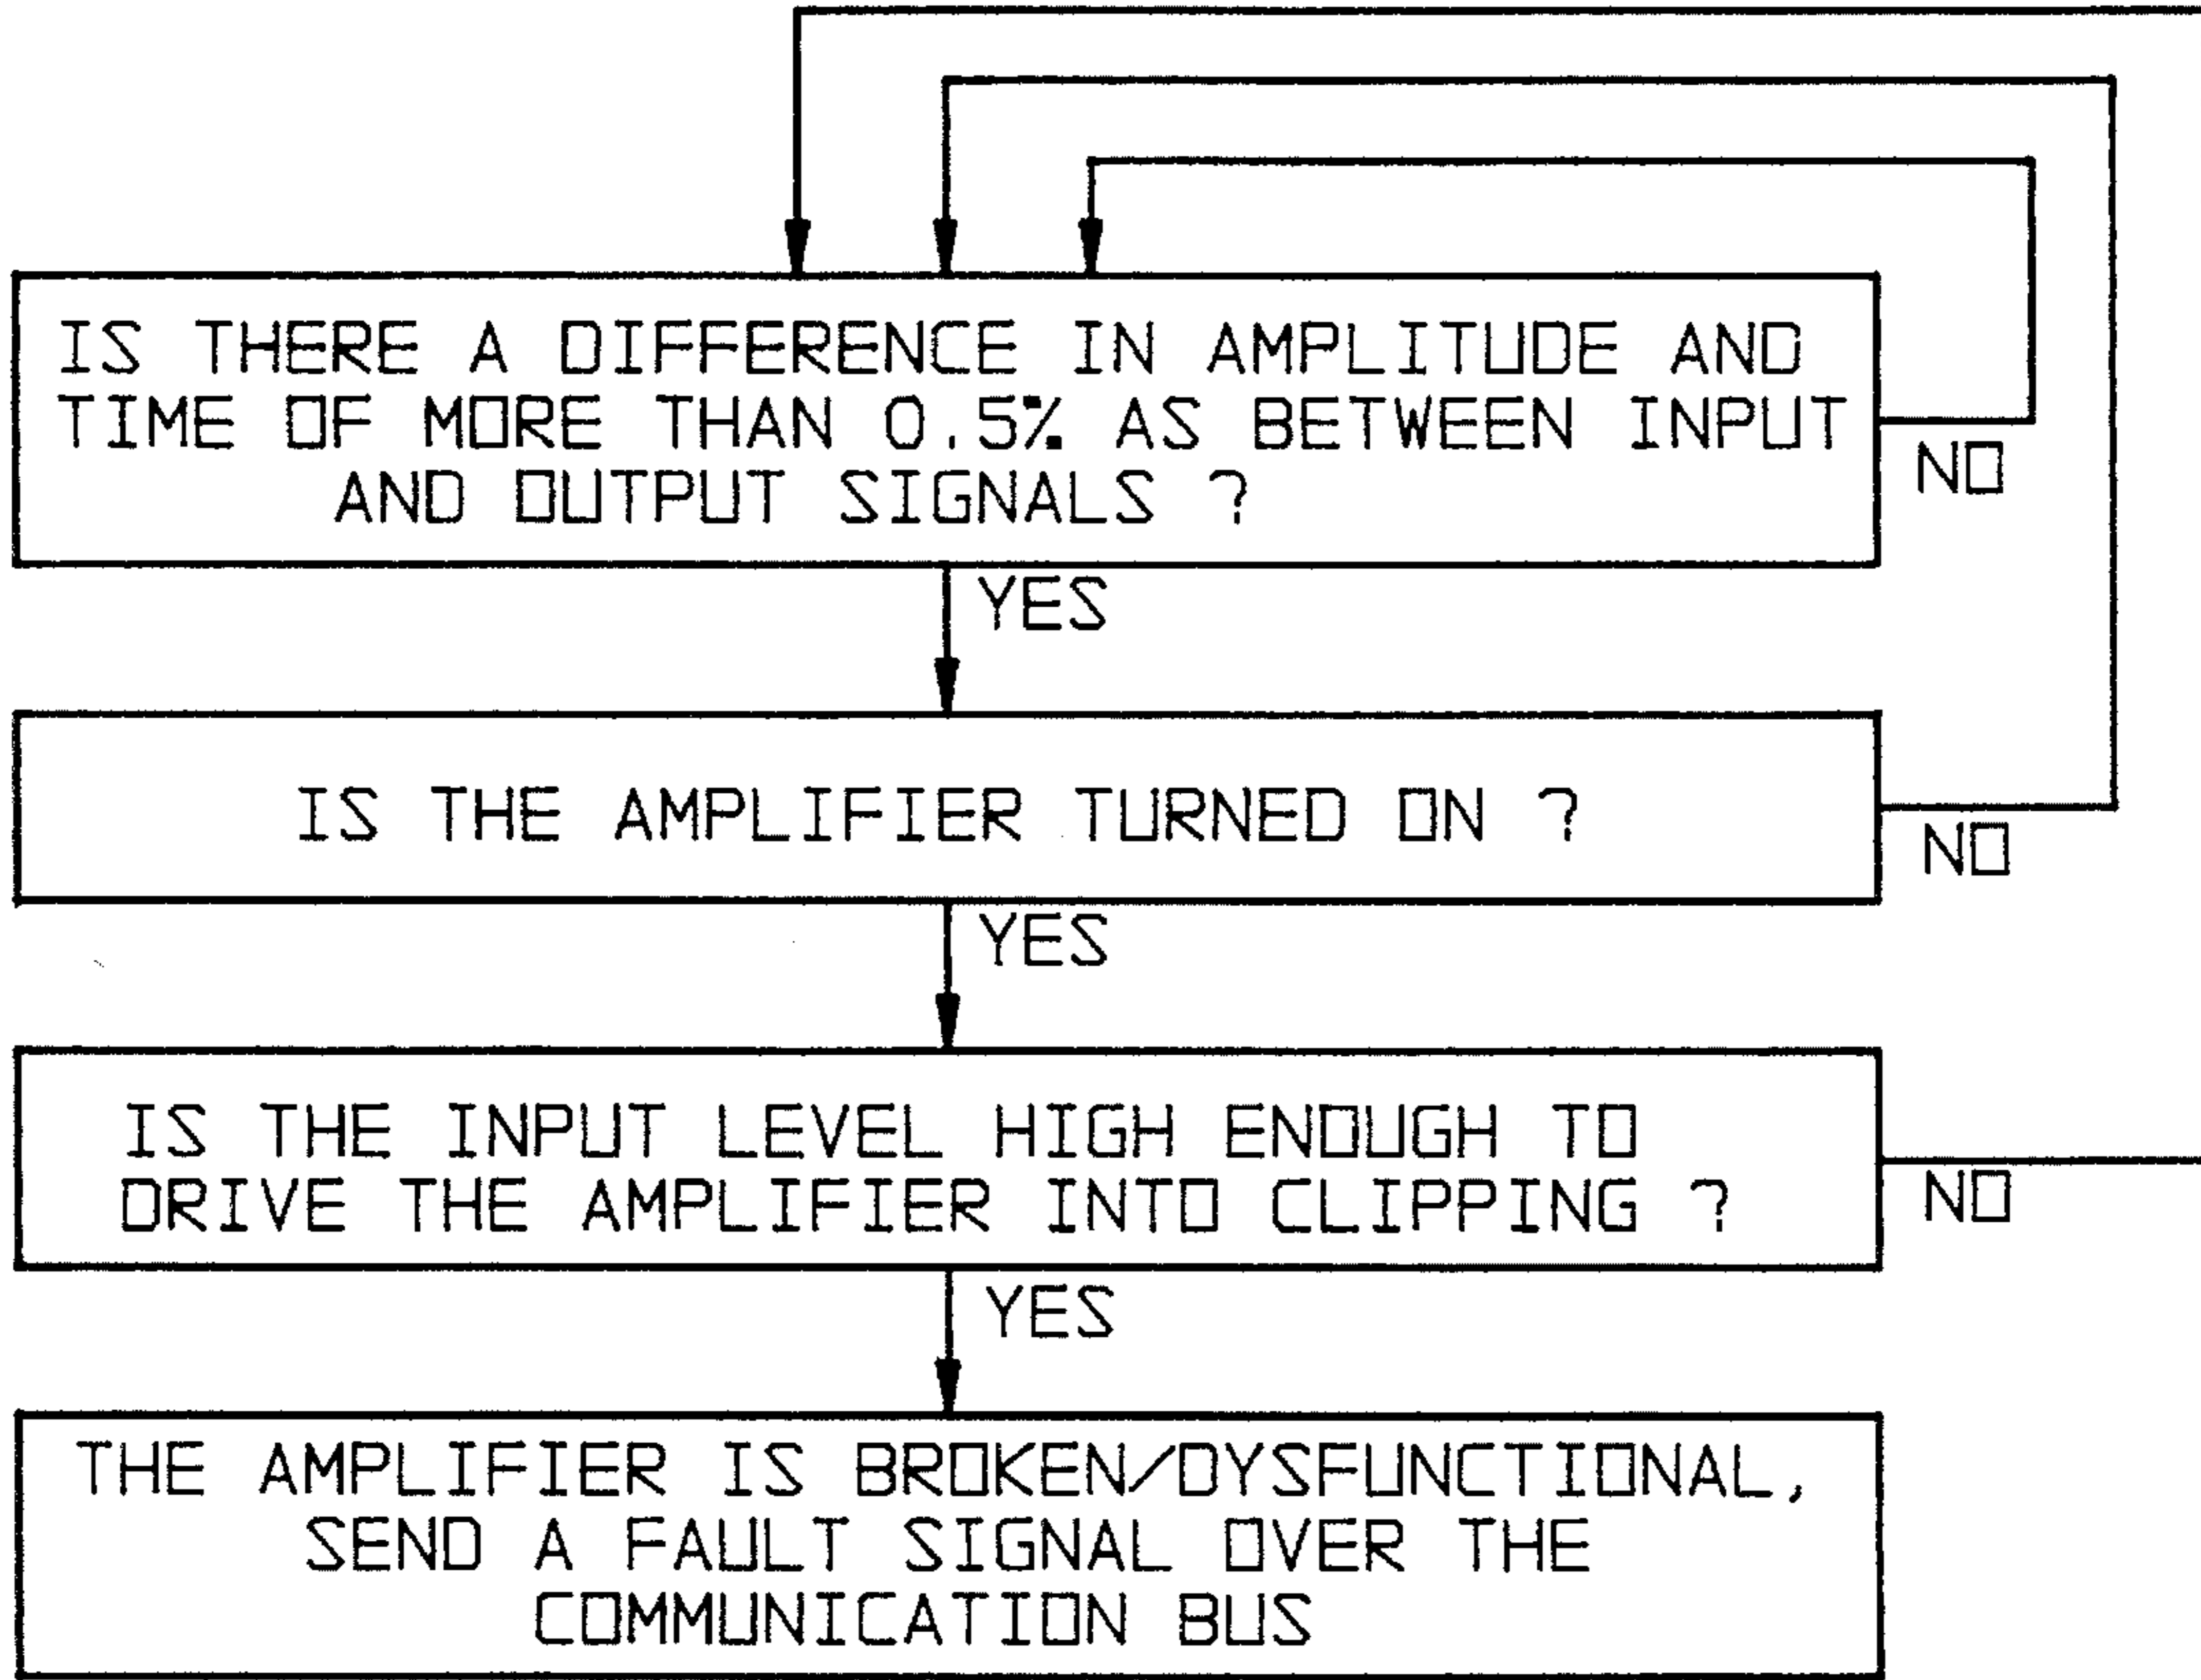 IS THERE A DIFFERENCE IN AMPLITUDE AND
TIME OF MORE THAN 0.5% AS BETWEEN INPUT
AND OUTPUT SIGNALS ?
NO
YES
IS THE AMPLIFIER TURNED ON ?
NO
YES
IS THE INPUT LEVEL HIGH ENOUGH TO
DRIVE THE AMPLIFIER INTO CLIPPING ?
NO
YES
THE AMPLIFIER IS BROKEN/DYSFUNCTIONAL,
SEND A FAULT SIGNAL OVER THE
COMMUNICATION BUS